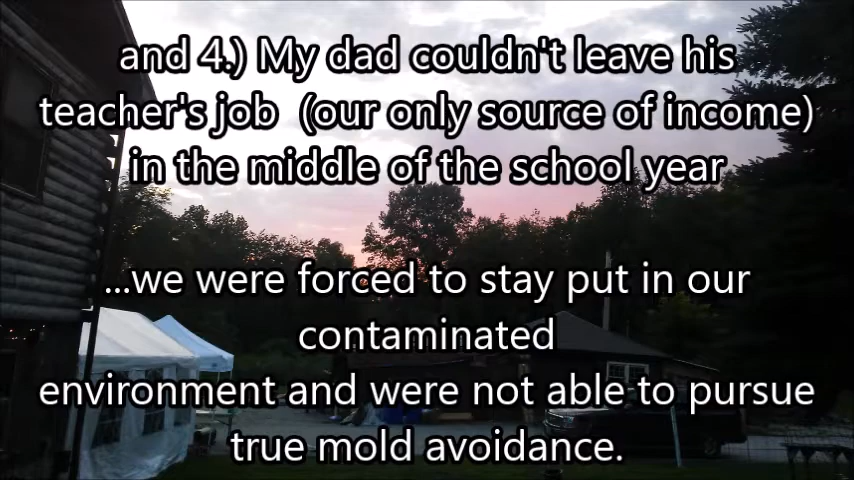 and 4.) My dad couldn't leave his
teacher's job (our only source of income)
in the middle of the school year
...we were forced to stay put in our
contaminated
environment and were not able to pursue
true mold avoidance.